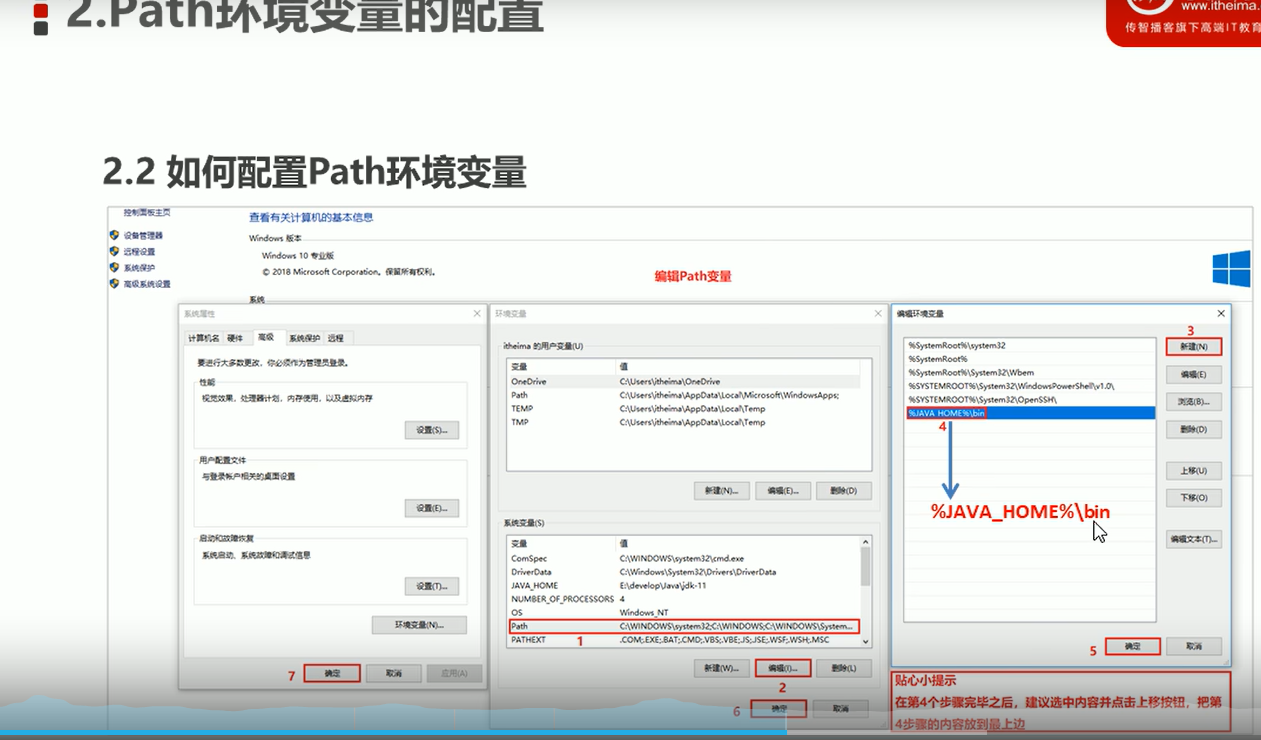 2.Path环境变量的配置
www.itheima.
传智播客旗下高端IT教育
2.2 如何配置Path环境变量
控制面板主页
设备管理器
远程设置
系统保护
高级系统设置
查看有关计算机的基本信息
Windows 版本
Windows 10 专业版
© 2018 Microsoft Corporation。保留所有权利。
系统
编辑Path变量
系统属性
计算机名 硬件 高级 系统保护 远程
要进行大多数更改，你必须作为管理员登录。
性能
视觉效果，处理器计划，内存使用，以及虚拟内存
设置(S)...
用户配置文件
与登录帐户相关的桌面设置
设置(E)...
启动和故障恢复
系统启动、系统故障和调试信息
设置(T)...
环境变量(N)...
7 确定 取消 应用(A)
环境变量
itheima 的用户变量(U)
变量 值
OneDrive C:\Users\itheima\OneDrive
Path C:\Users\itheima\AppData\Local\Microsoft\WindowsApps;
TEMP C:\Users\itheima\AppData\Local\Temp
TMP C:\Users\itheima\AppData\Local\Temp
新建(N)... 编辑(E)... 删除(D)
系统变量(S)
变量 值
ComSpec C:\WINDOWS\system32\cmd.exe
DriverData C:\Windows\System32\Drivers\DriverData
JAVA_HOME E:\develop\Java\jdk-11
NUMBER_OF_PROCESSORS 4
OS Windows_NT
Path C:\WINDOWS\system32;C:\WINDOWS;C:\WINDOWS\System...
PATHEXT .COM;.EXE;.BAT;.CMD;.VBS;.VBE;.JS;.JSE;.WSF;.WSH;.MSC
1
新建(W)... 编辑(I)... 删除(L)
2
6 确定 取消
编辑环境变量
%SystemRoot%\system32
%SystemRoot%
%SystemRoot%\System32\Wbem
%SYSTEMROOT%\System32\WindowsPowerShell\v1.0\
%SYSTEMROOT%\System32\OpenSSH\
%JAVA_HOME%\bin
4
%JAVA_HOME%\bin
3
新建(N)
编辑(E)
浏览(B)...
删除(D)
上移(U)
下移(O)
编辑文本(T)...
5 确定 取消
贴心小提示
在第4个步骤完毕之后，建议选中内容并点击上移按钮，把第
4步骤的内容放到最上边